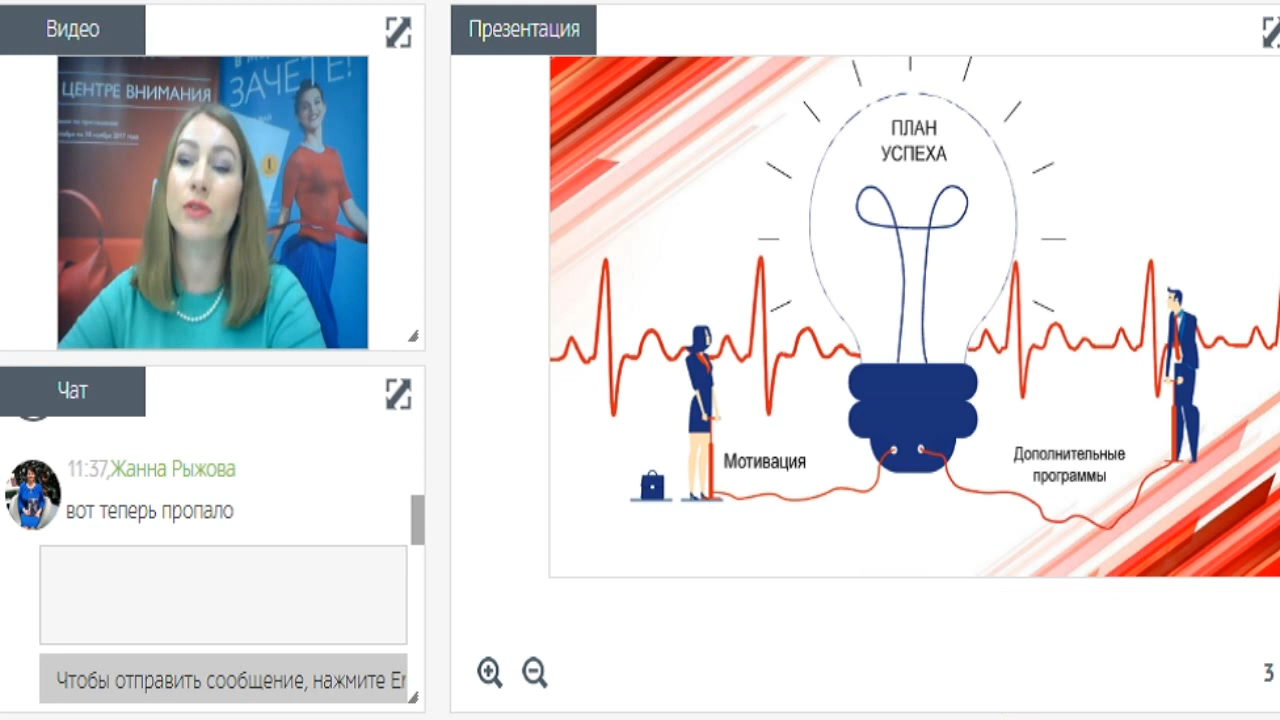 Видео
ЦЕНТРЕ ВНИМАНИЯ
ЗАЧЕТЕ!
Чат
11:37,Жанна Рыжова
вот теперь пропало
Чтобы отправить сообщение, нажмите Er
Презентация
ПЛАН
УСПЕХА
Мотивация
Дополнительные
программы
3